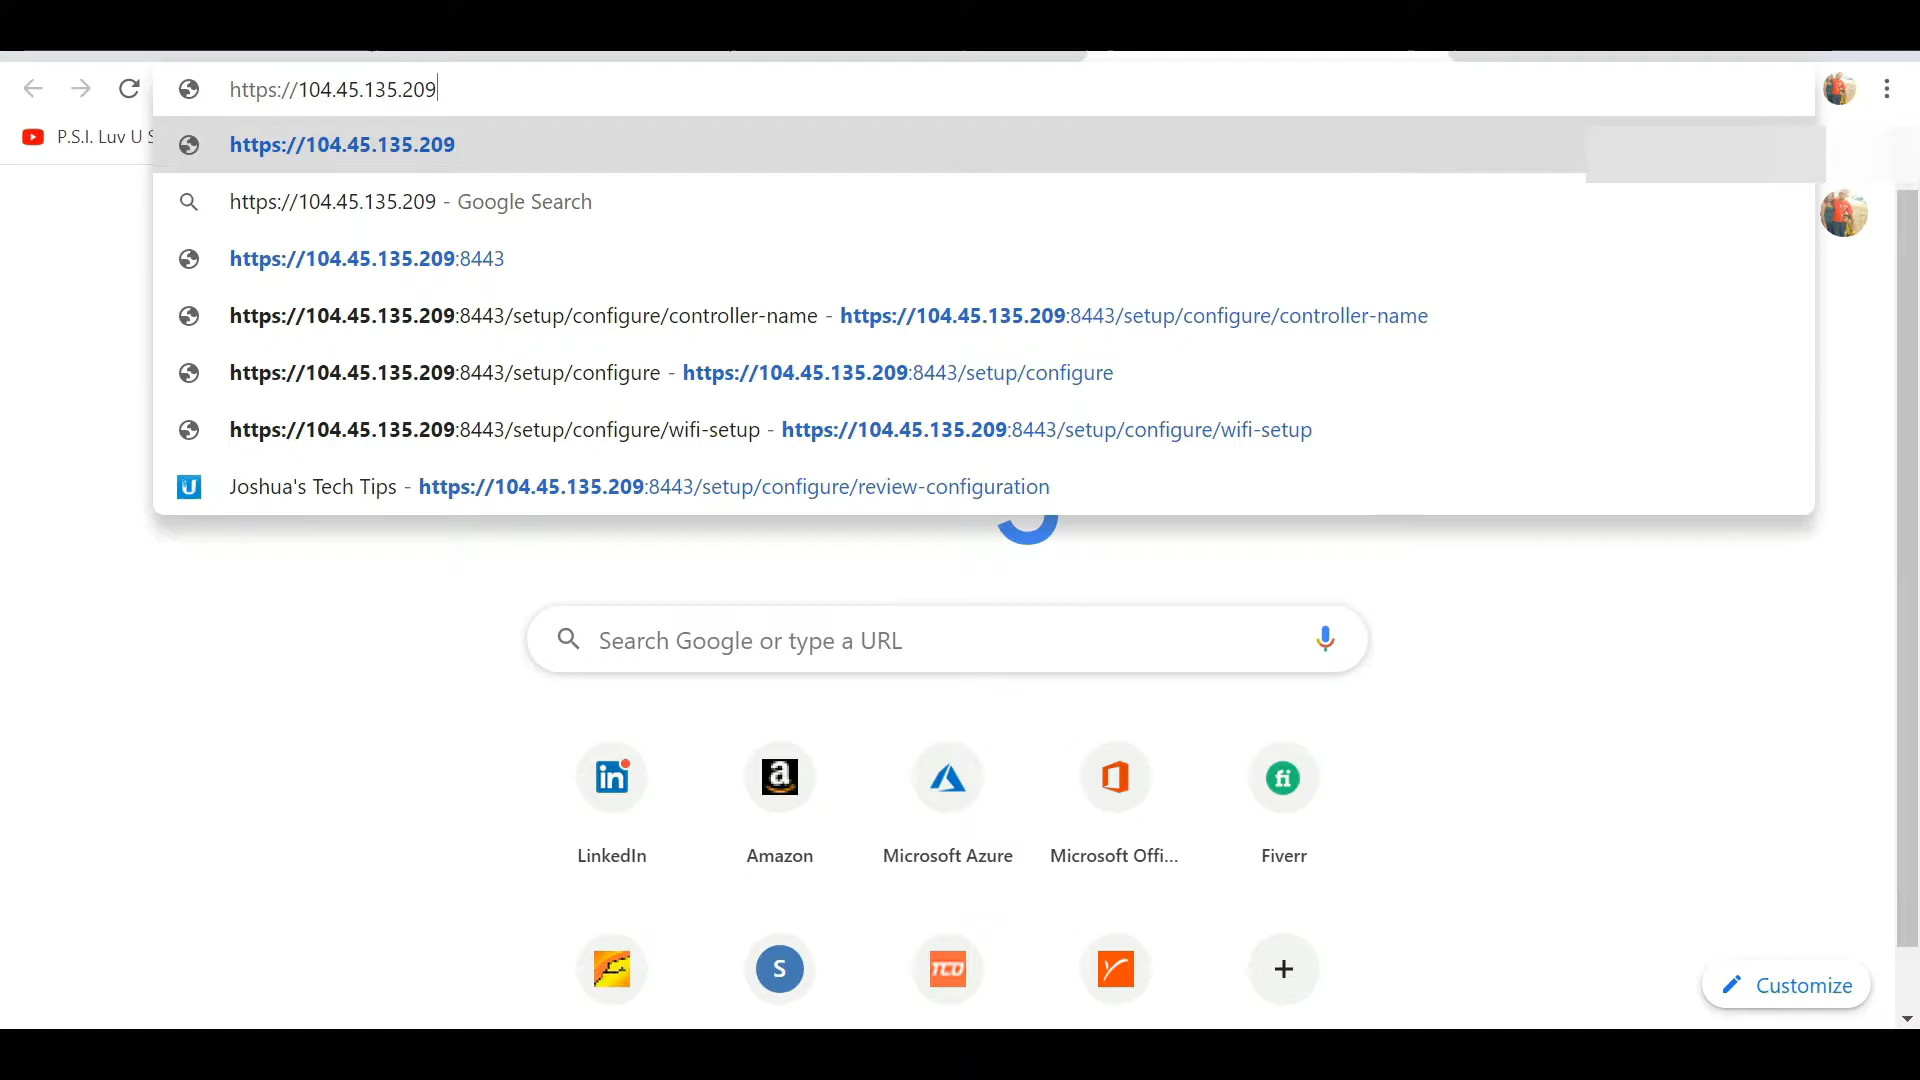 https://104.45.135.209
P.S.I. Luv U S
https://104.45.135.209
https://104.45.135.209 - Google Search
https://104.45.135.209:8443
https://104.45.135.209:8443/setup/configure/controller-name - https://104.45.135.209:8443/setup/configure/controller-name
https://104.45.135.209:8443/setup/configure - https://104.45.135.209:8443/setup/configure
https://104.45.135.209:8443/setup/configure/wifi-setup - https://104.45.135.209:8443/setup/configure/wifi-setup
U Joshua's Tech Tips - https://104.45.135.209:8443/setup/configure/review-configuration
Search Google or type a URL
in a fi
LinkedIn Amazon Microsoft Azure Microsoft Offi... Fiverr
S TCD
Customize